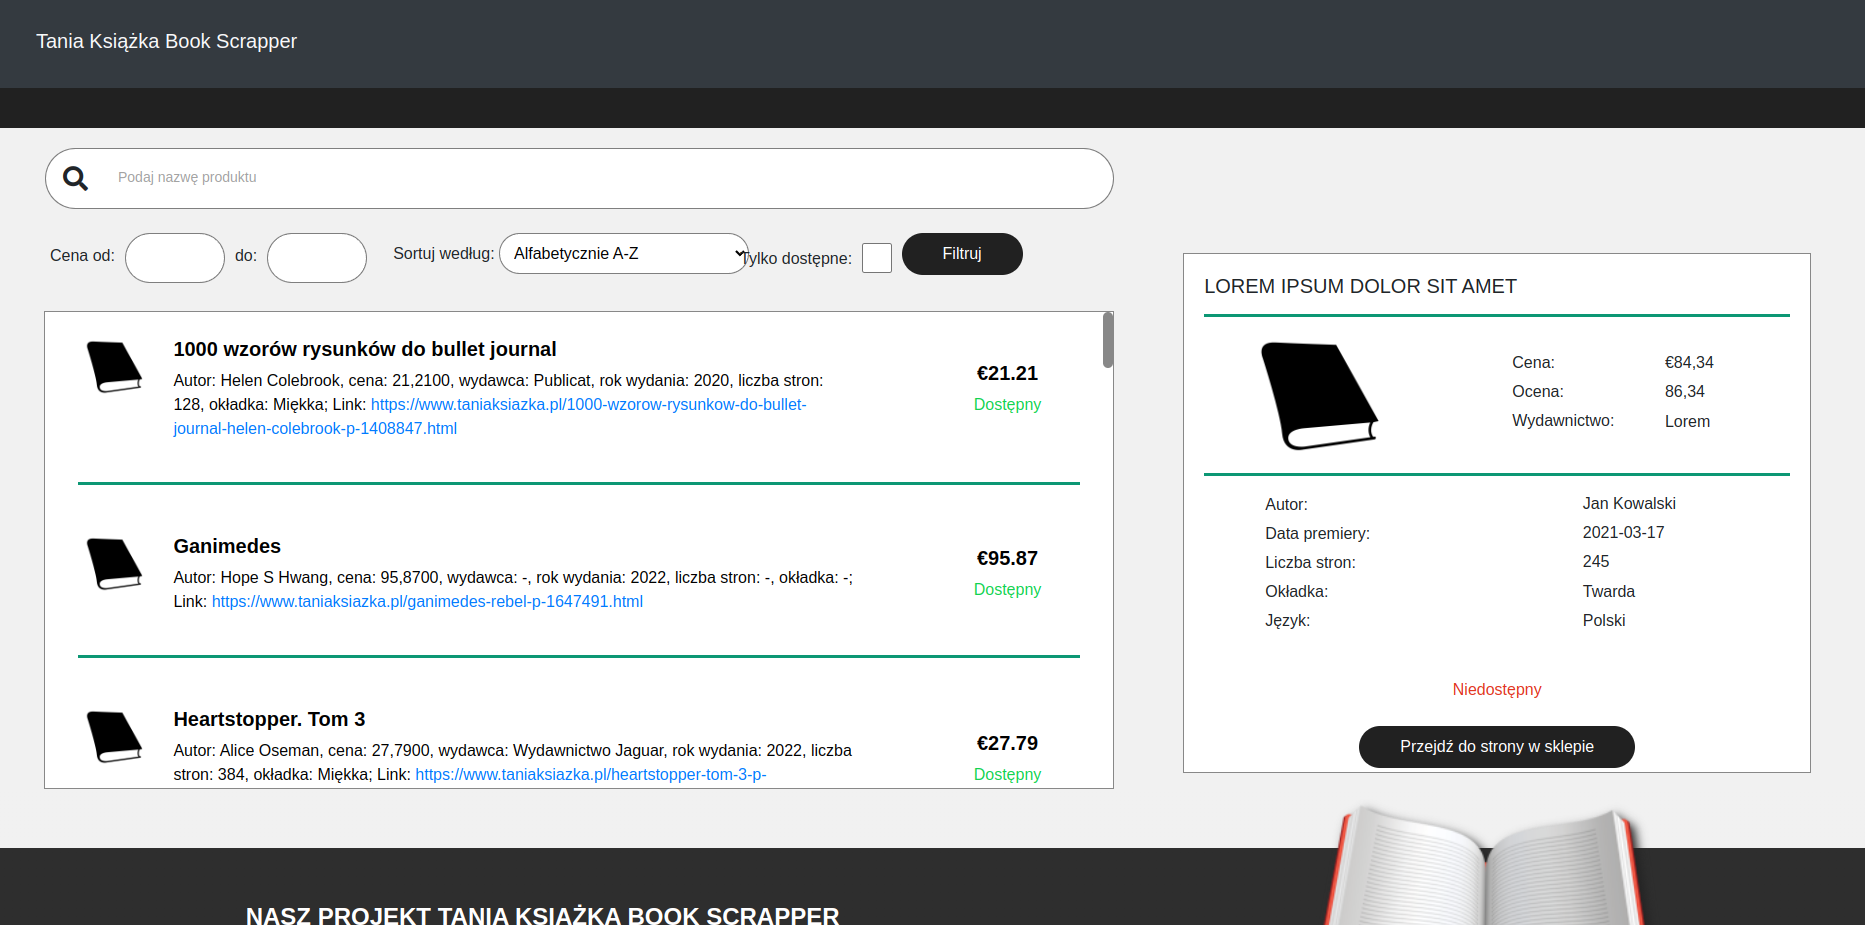 Tania Książka Book Scrapper
Podaj nazwę produktu
Cena od:
do:
Sortuj według:
Alfabetycznie A-Z
Tylko dostępne:
Filtruj
1000 wzorów rysunków do bullet journal
Autor: Helen Colebrook, cena: 21,2100, wydawca: Publicat, rok wydania: 2020, liczba stron:
128, okładka: Miękka; Link: https://www.taniaksiazka.pl/1000-wzorow-rysunkow-do-bullet-
journal-helen-colebrook-p-1408847.html
€21.21
Dostępny
Ganimedes
Autor: Hope S Hwang, cena: 95,8700, wydawca: -, rok wydania: 2022, liczba stron: -, okładka: -;
Link: https://www.taniaksiazka.pl/ganimedes-rebel-p-1647491.html
€95.87
Dostępny
Heartstopper. Tom 3
Autor: Alice Oseman, cena: 27,7900, wydawca: Wydawnictwo Jaguar, rok wydania: 2022, liczba
stron: 384, okładka: Miękka; Link: https://www.taniaksiazka.pl/heartstopper-tom-3-p-
€27.79
Dostępny
LOREM IPSUM DOLOR SIT AMET
Cena: €84,34
Ocena: 86,34
Wydawnictwo: Lorem
Autor: Jan Kowalski
Data premiery: 2021-03-17
Liczba stron: 245
Okładka: Twarda
Język: Polski
Niedostępny
Przejdź do strony w sklepie
NASZ PROJEKT TANIA KSIĄŻKA BOOK SCRAPPER